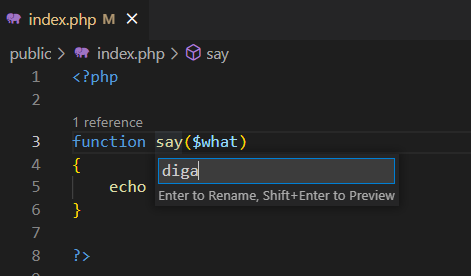 index.php M ×
public > index.php > say
1 <?php
2
1 reference
3 function say($what)
diga
4 {
5 echo
Enter to Rename, Shift+Enter to Preview
6 }
7
8 ?>